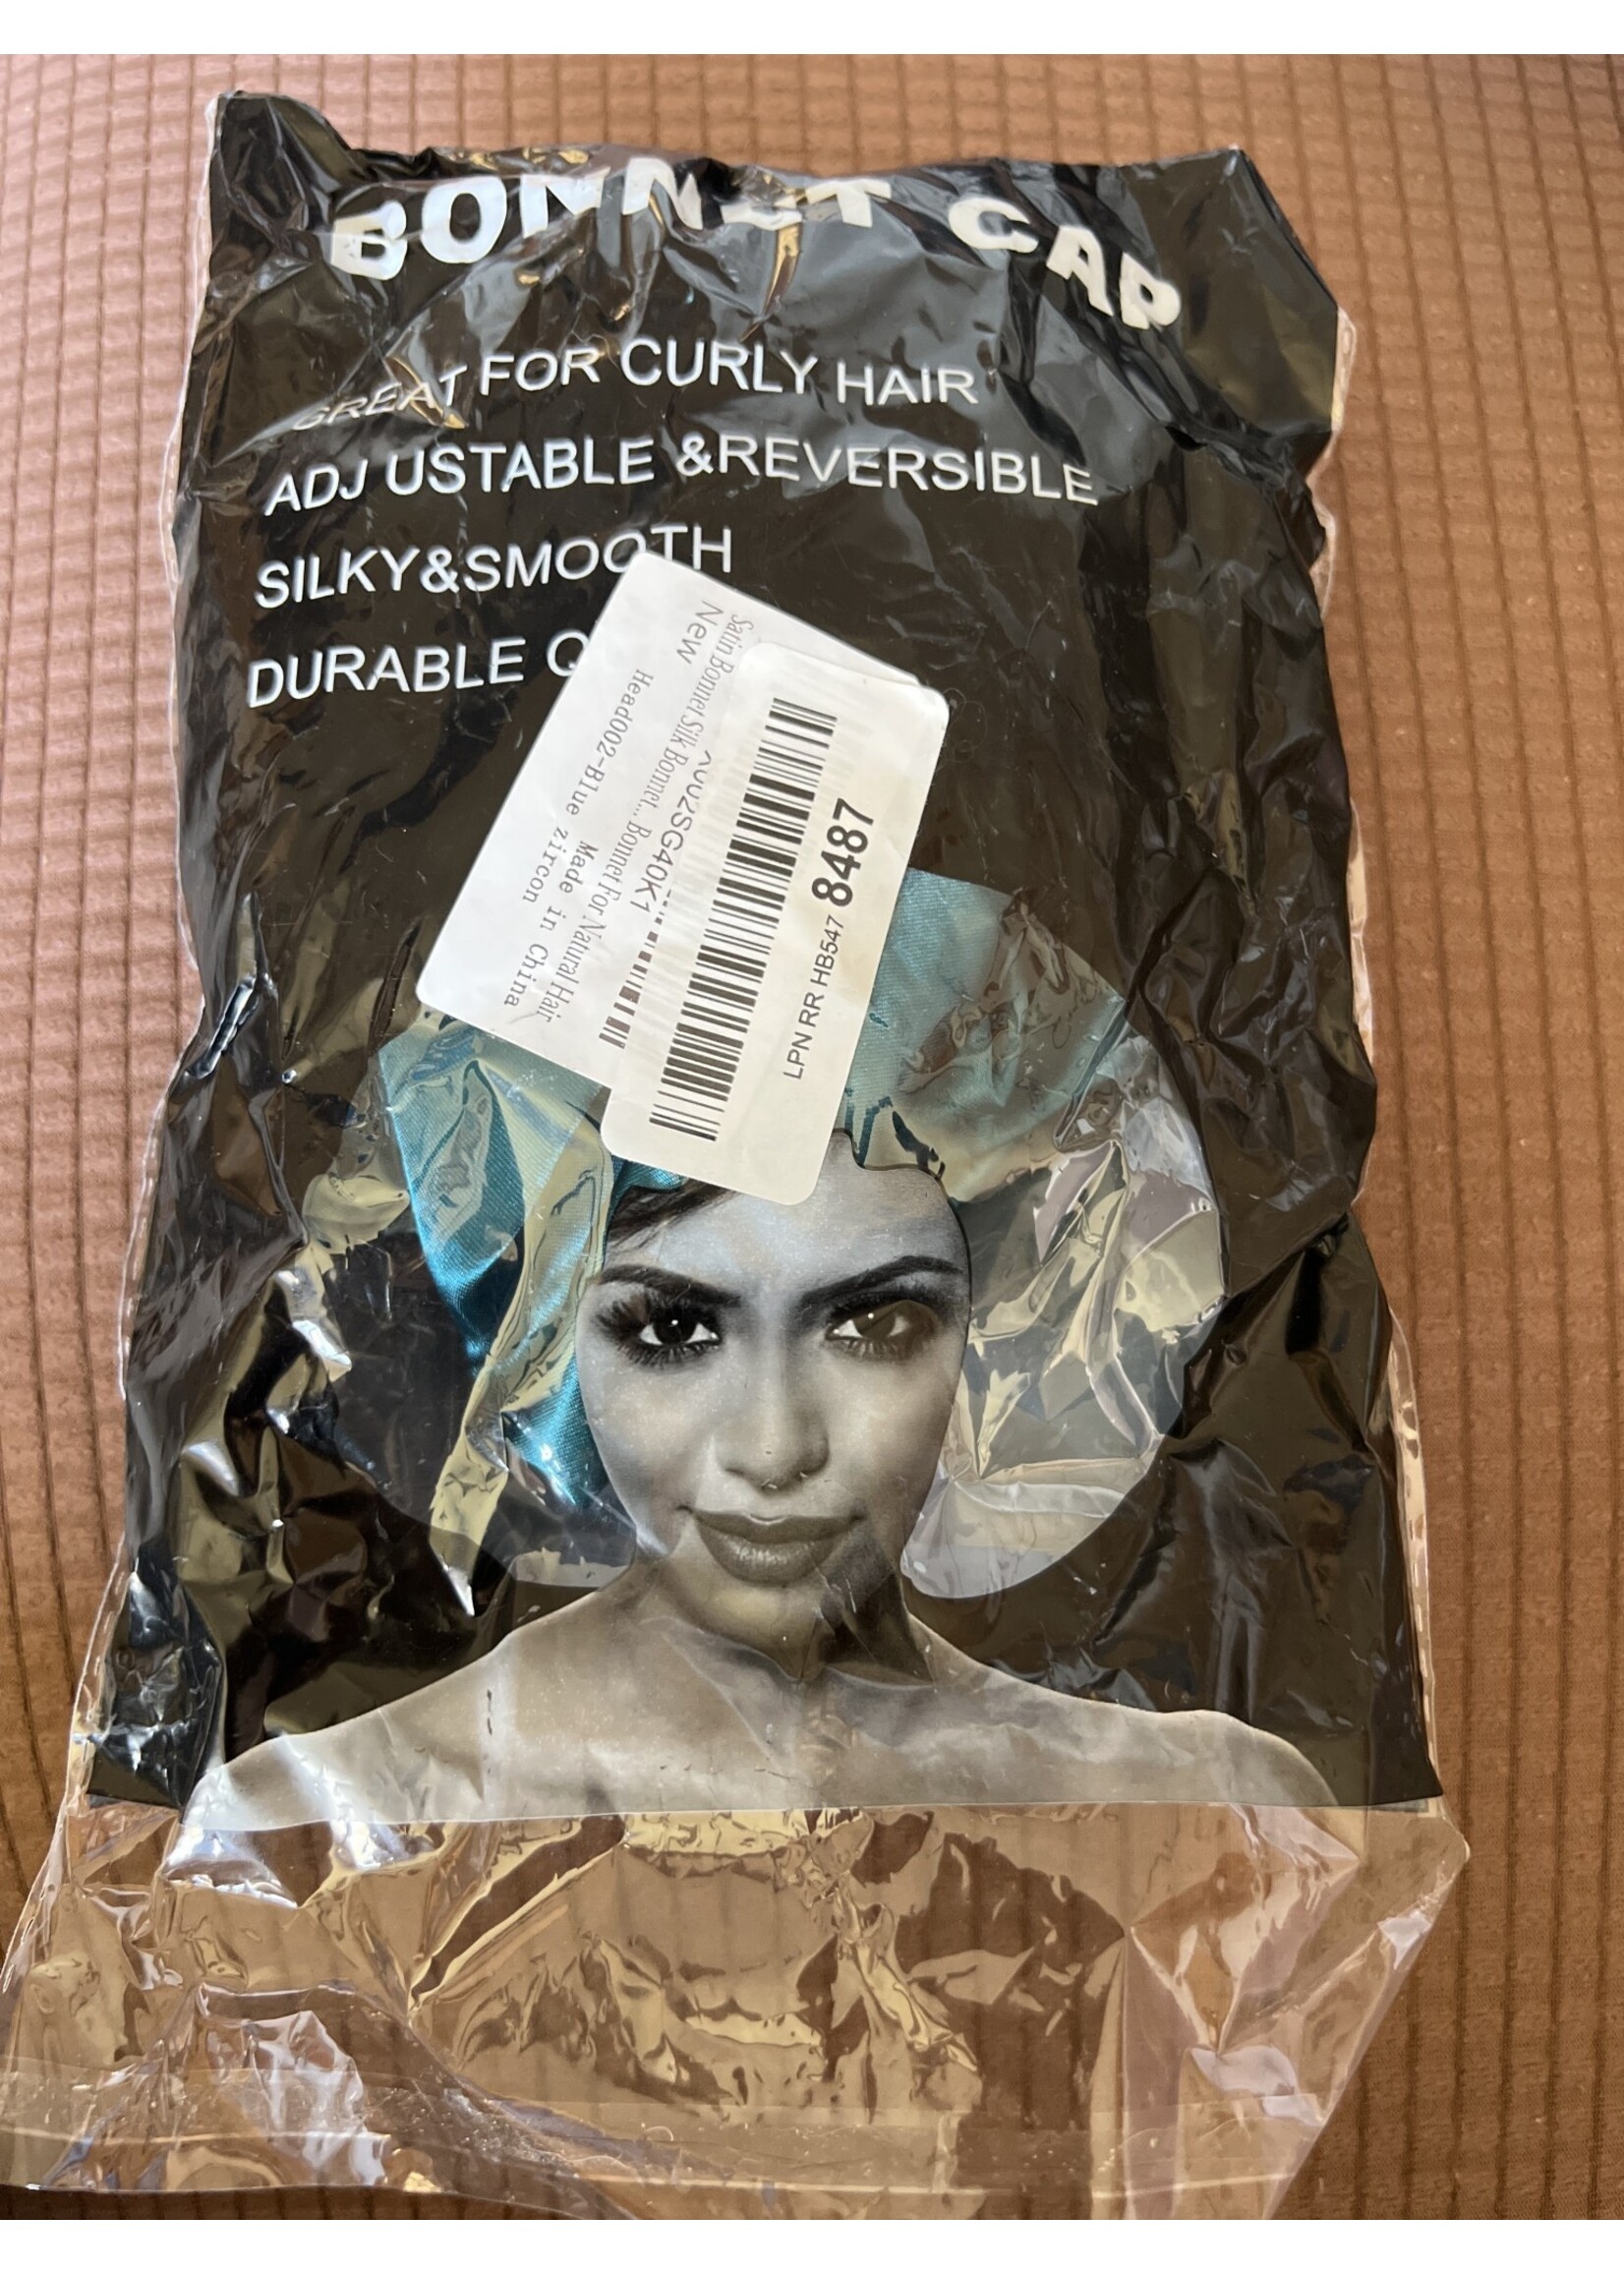 BONNET CAP
GREAT FOR CURLY HAIR
ADJ USTABLE &REVERSIBLE
SILKY&SMOOTH
DURABLE
LPN RR HB547 8487
X002SG40K1
Satin Bonnet Silk Bonnet... Bonnet For Natural Hair
New
Made in China
Head002-Blue zircon